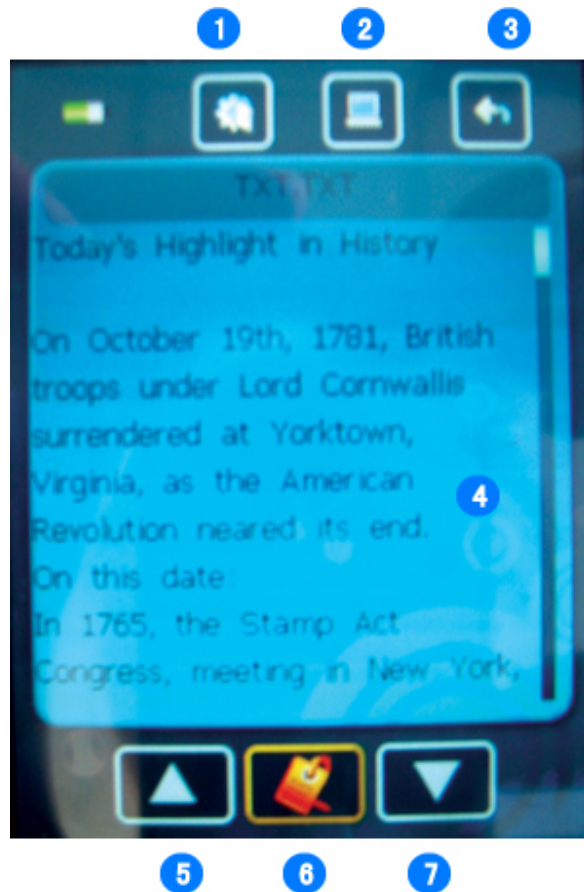 1 2 3
TXT.TXT
Today's Highlight in History
On October 19th, 1781, British
troops under Lord Cornwallis
surrendered at Yorktown,
Virginia, as the American
Revolution neared its end.
On this date:
In 1765, the Stamp Act
Congress, meeting in New York,
4
5 6 7